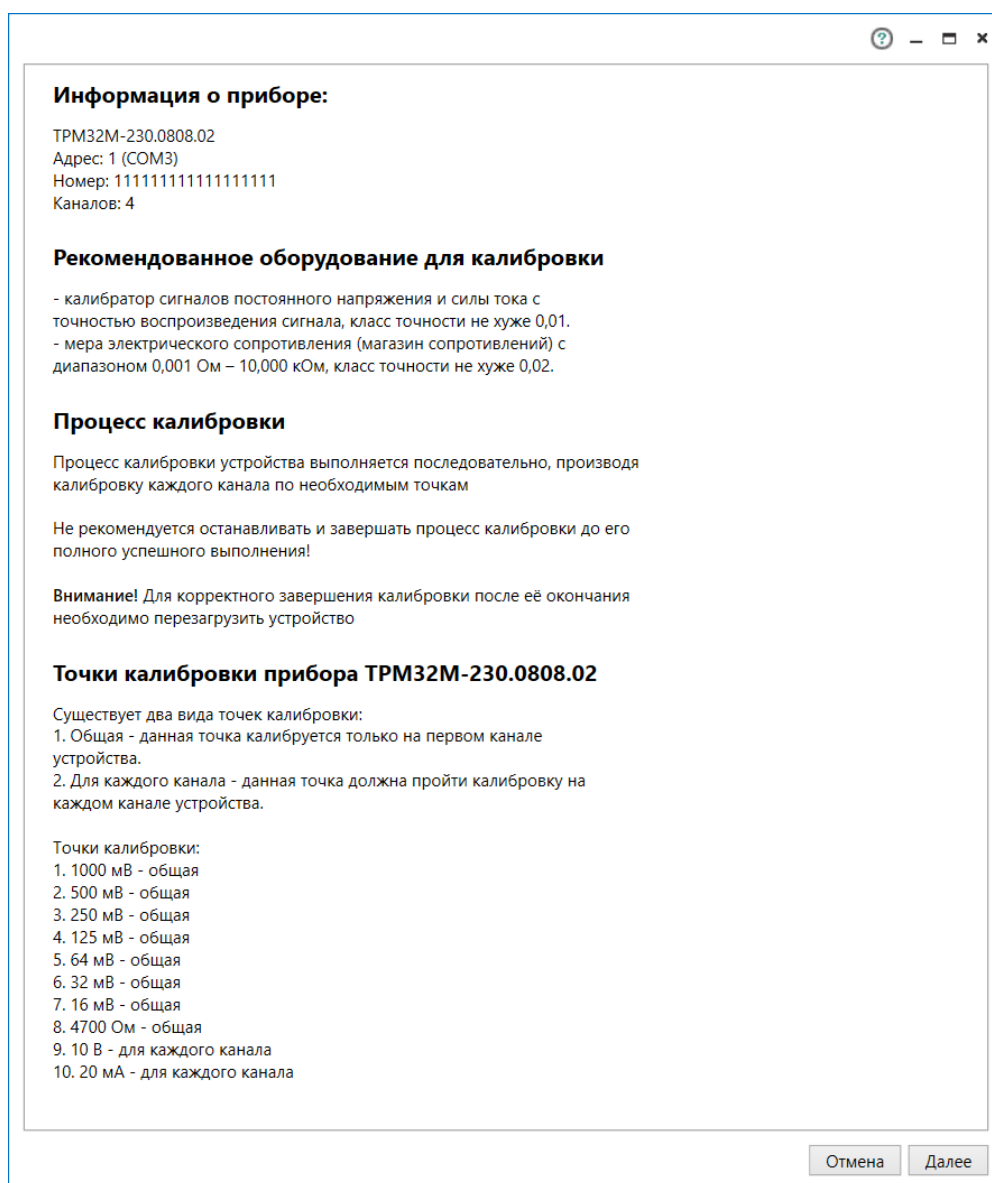 Информация о приборе:
ТРМ32М-230.0808.02
Адрес: 1 (COM3)
Номер: 111111111111111111
Каналов: 4
Рекомендованное оборудование для калибровки
- калибратор сигналов постоянного напряжения и силы тока с
точностью воспроизведения сигнала, класс точности не хуже 0,01.
- мера электрического сопротивления (магазин сопротивлений) с
диапазоном 0,001 Ом – 10,000 кОм, класс точности не хуже 0,02.
Процесс калибровки
Процесс калибровки устройства выполняется последовательно, производя
калибровку каждого канала по необходимым точкам
Не рекомендуется останавливать и завершать процесс калибровки до его
полного успешного выполнения!
Внимание! Для корректного завершения калибровки после её окончания
необходимо перезагрузить устройство
Точки калибровки прибора ТРМ32М-230.0808.02
Существует два вида точек калибровки:
1. Общая - данная точка калибруется только на первом канале
устройства.
2. Для каждого канала - данная точка должна пройти калибровку на
каждом канале устройства.
Точки калибровки:
1. 1000 мВ - общая
2. 500 мВ - общая
3. 250 мВ - общая
4. 125 мВ - общая
5. 64 мВ - общая
6. 32 мВ - общая
7. 16 мВ - общая
8. 4700 Ом - общая
9. 10 В - для каждого канала
10. 20 мА - для каждого канала
Отмена Далее